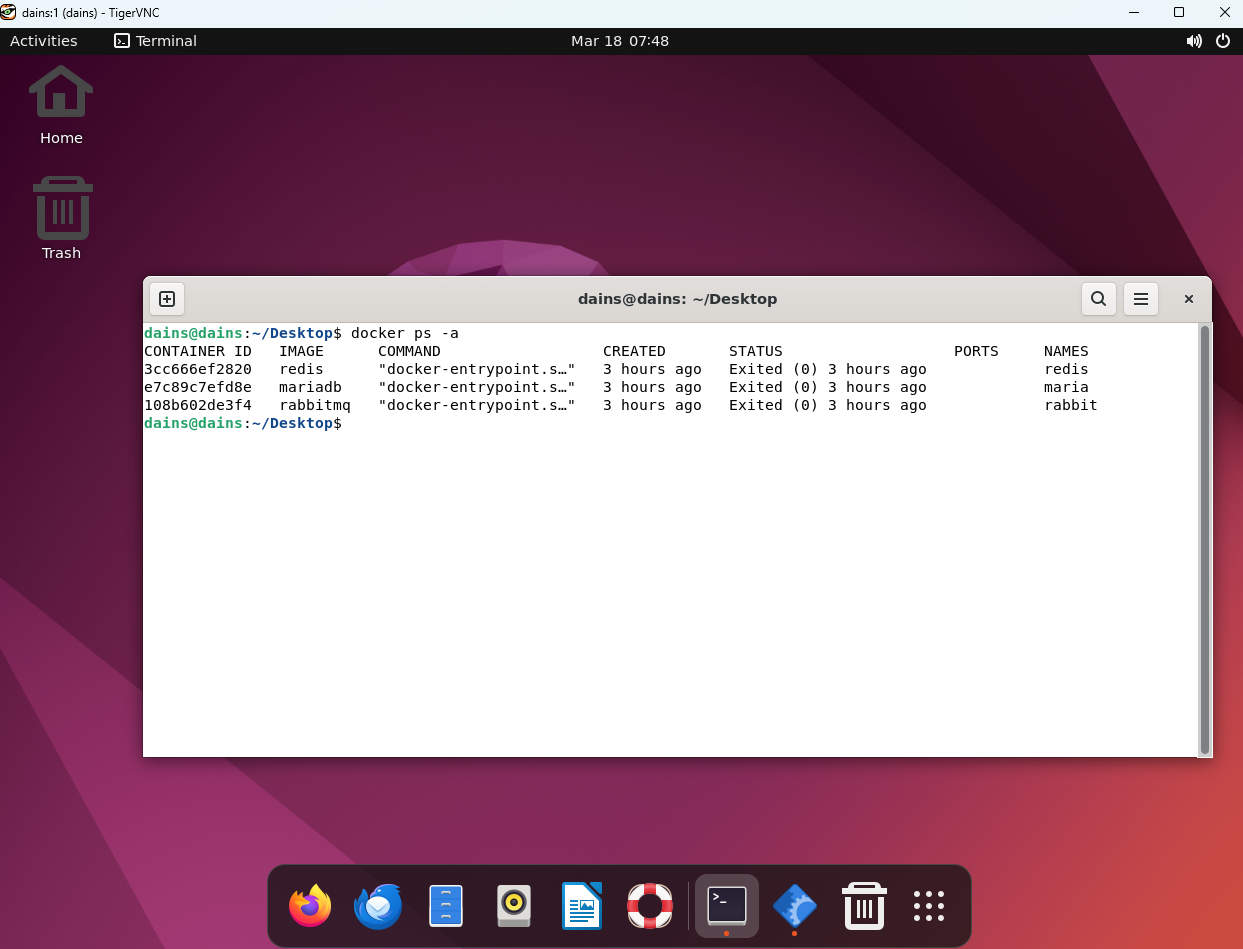 dains:1 (dains) - TigerVNC
Activities Terminal Mar 18 07:48
Home
Trash
dains@dains: ~/Desktop
dains@dains:~/Desktop$ docker ps -a
CONTAINER ID   IMAGE      COMMAND                  CREATED       STATUS                   PORTS     NAMES
3cc666ef2820   redis      "docker-entrypoint.s…"   3 hours ago   Exited (0) 3 hours ago             redis
e7c89c7efd8e   mariadb    "docker-entrypoint.s…"   3 hours ago   Exited (0) 3 hours ago             maria
108b602de3f4   rabbitmq   "docker-entrypoint.s…"   3 hours ago   Exited (0) 3 hours ago             rabbit
dains@dains:~/Desktop$